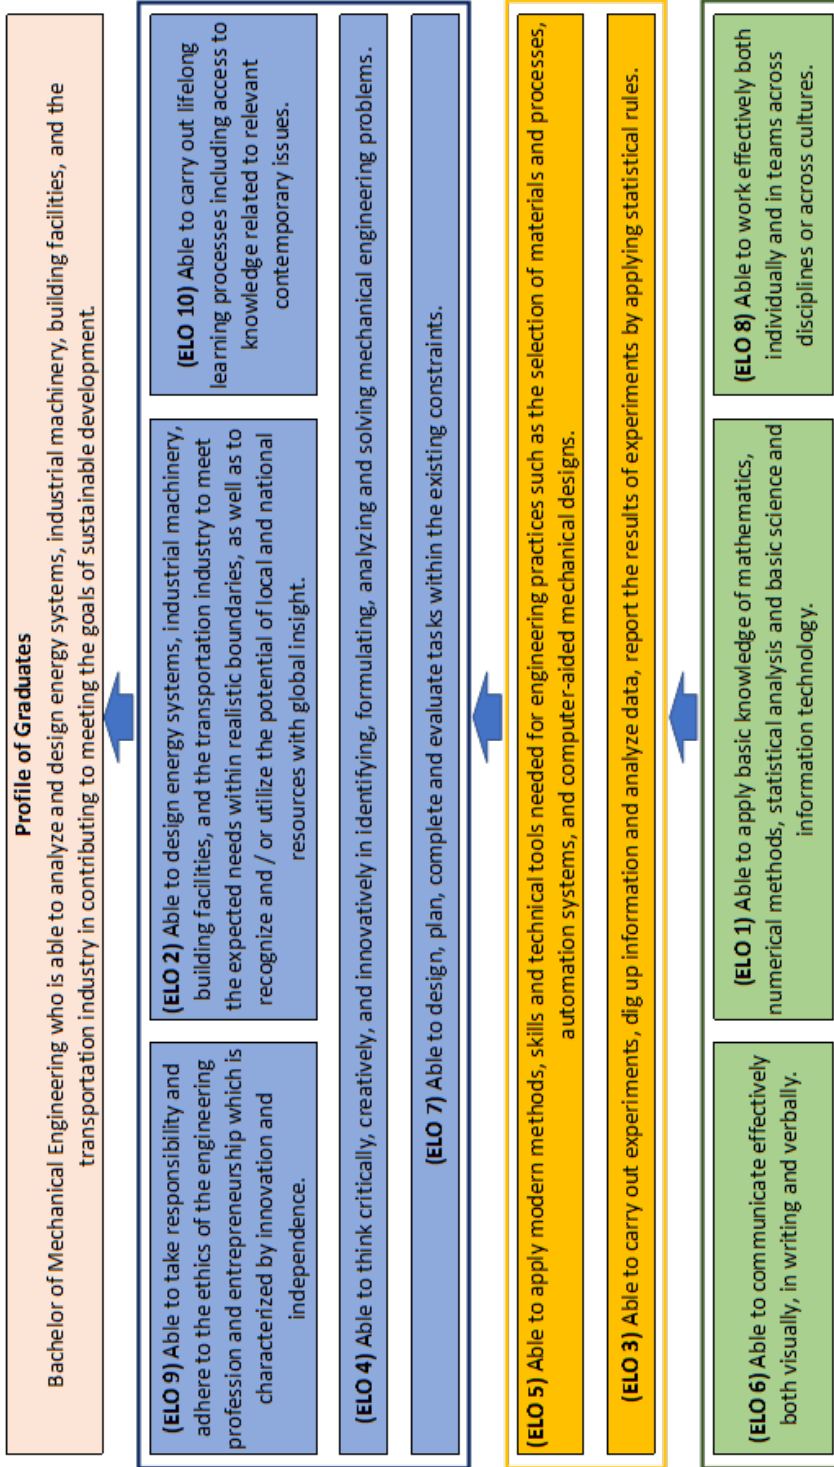 Profile of Graduates
Bachelor of Mechanical Engineering who is able to analyze and design energy systems, industrial machinery, building facilities, and the
transportation industry in contributing to meeting the goals of sustainable development.
(ELO 9) Able to take responsibility and
adhere to the ethics of the engineering
profession and entrepreneurship which is
characterized by innovation and
independence.
(ELO 2) Able to design energy systems, industrial machinery,
building facilities, and the transportation industry to meet
the expected needs within realistic boundaries, as well as to
recognize and / or utilize the potential of local and national
resources with global insight.
(ELO 10) Able to carry out lifelong
learning processes including access to
knowledge related to relevant
contemporary issues.
(ELO 4) Able to think critically, creatively, and innovatively in identifying, formulating, analyzing and solving mechanical engineering problems.
(ELO 7) Able to design, plan, complete and evaluate tasks within the existing constraints.
(ELO 5) Able to apply modern methods, skills and technical tools needed for engineering practices such as the selection of materials and processes,
automation systems, and computer-aided mechanical designs.
(ELO 3) Able to carry out experiments, dig up information and analyze data, report the results of experiments by applying statistical rules.
(ELO 6) Able to communicate effectively
both visually, in writing and verbally.
(ELO 1) Able to apply basic knowledge of mathematics,
numerical methods, statistical analysis and basic science and
information technology.
(ELO 8) Able to work effectively both
individually and in teams across
disciplines or across cultures.